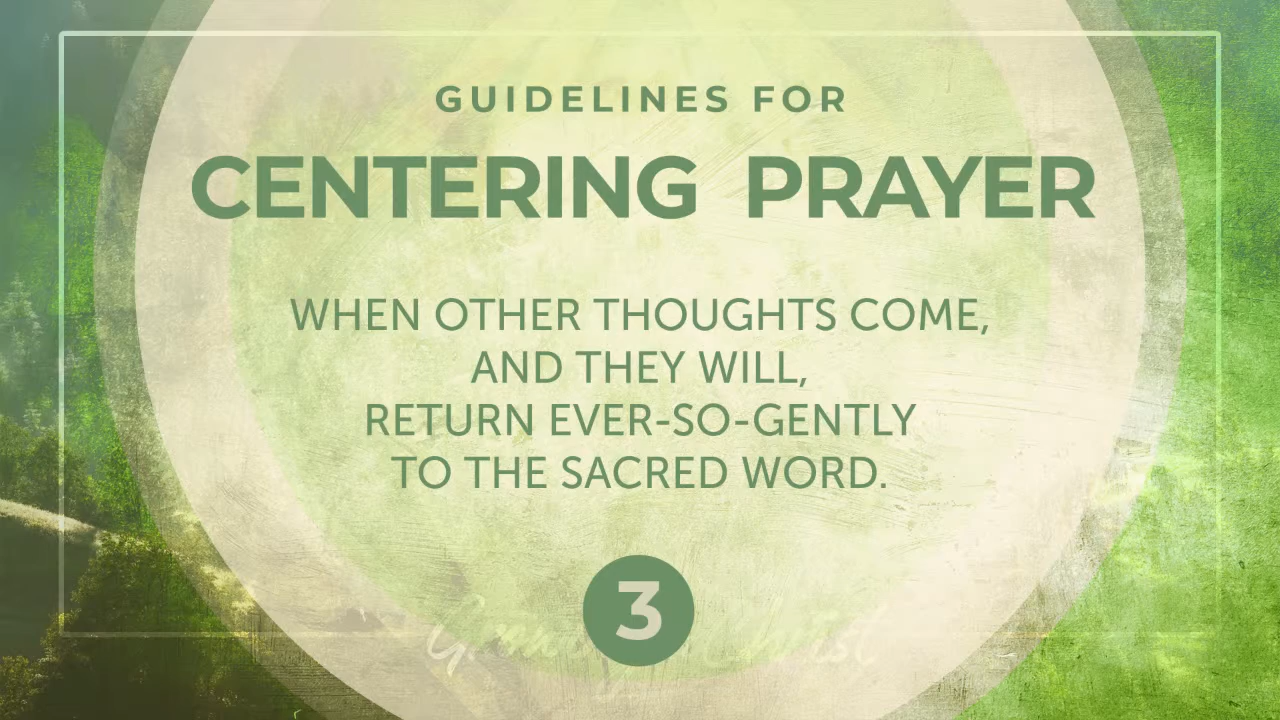 GUIDELINES FOR
CENTERING PRAYER
WHEN OTHER THOUGHTS COME,
AND THEY WILL,
RETURN EVER-SO-GENTLY
TO THE SACRED WORD.
3